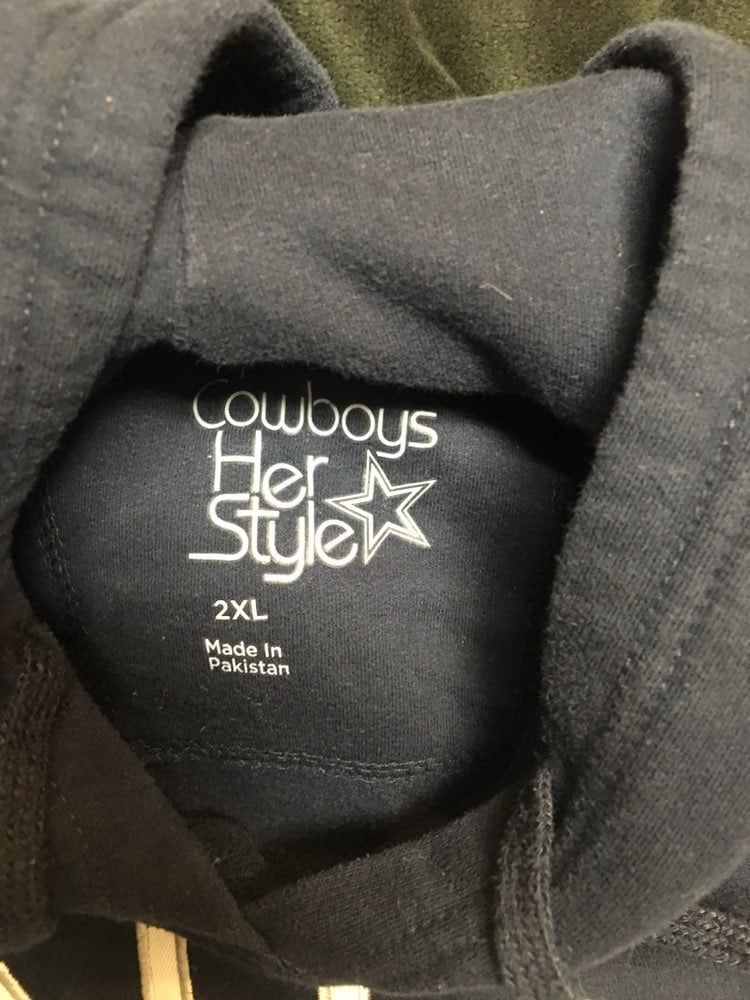 Cowboys
Her
Style
2XL
Made In
Pakistan